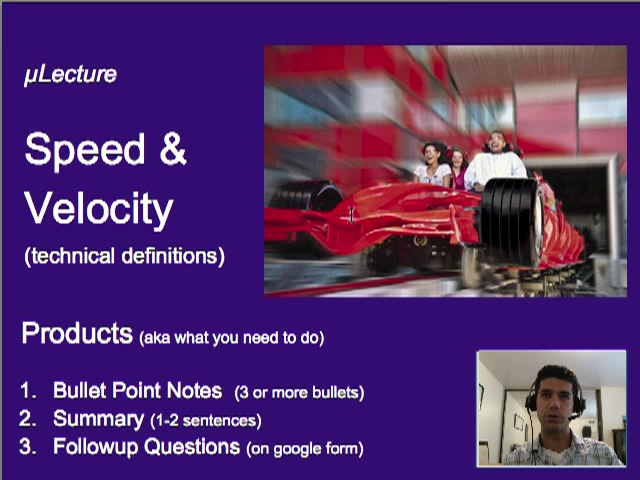 µLecture
Speed &
Velocity
(technical definitions)
Products (aka what you need to do)
1. Bullet Point Notes (3 or more bullets)
2. Summary (1-2 sentences)
3. Followup Questions (on google form)